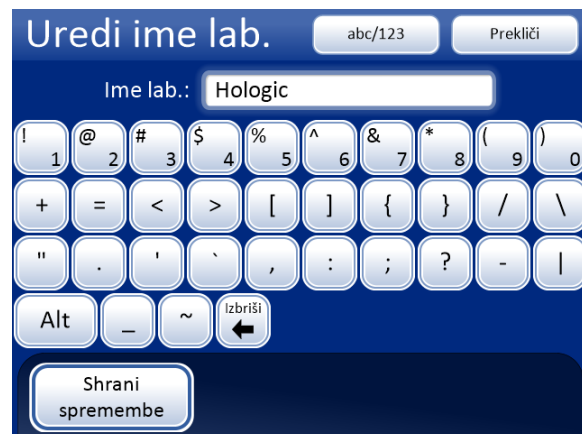 Uredi ime lab. abc/123 Prekliči
Ime lab.: Hologic
! 1 @ 2 # 3 $ 4 % 5 ^ 6 & 7 * 8 ( 9 ) 0
+ = < > [ ] { } / \
" . ' ` , : ; ? - |
Alt _ ~ Izbriši
Shrani
spremembe